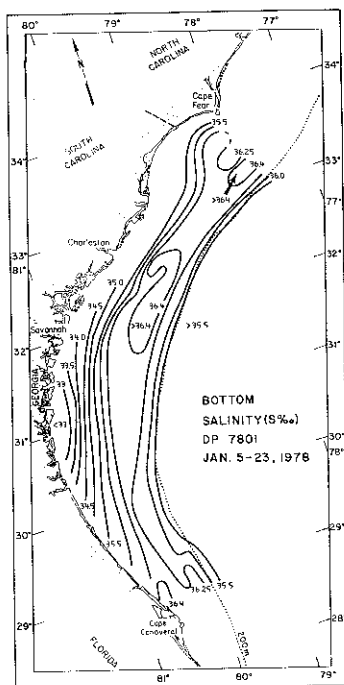 80° 79° 78° 77°
NORTH
CAROLINA
Cape
Fear
34°
35.5
N
SOUTH
CAROLINA
34°
36.25
33°
36.4
36.0
>36.4
77°
33°
81°
Charleston
32°
35.0
34.5
36.4
>36.4
>35.5
Savannah
34.0
32°
31°
33.5
GEORGIA
33
<33
BOTTOM
SALINITY (S‰)
DP 7801
JAN. 5-23, 1978
31°
30°
78°
34.5
30°
35.5
29°
36.25
35.5
36.4
Cape
Canaveral
29°
28°
FLORIDA
200m
81° 80° 79°